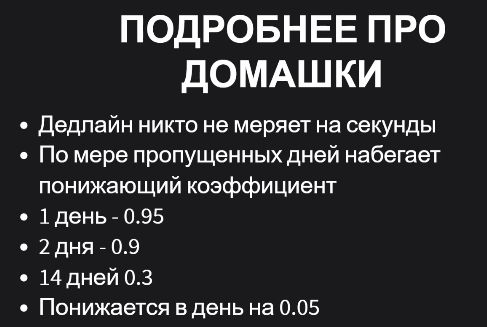 ПОДРОБНЕЕ ПРО
ДОМАШКИ
• Дедлайн никто не меряет на секунды
• По мере пропущенных дней набегает
понижающий коэффициент
• 1 день - 0.95
• 2 дня - 0.9
• 14 дней 0.3
• Понижается в день на 0.05